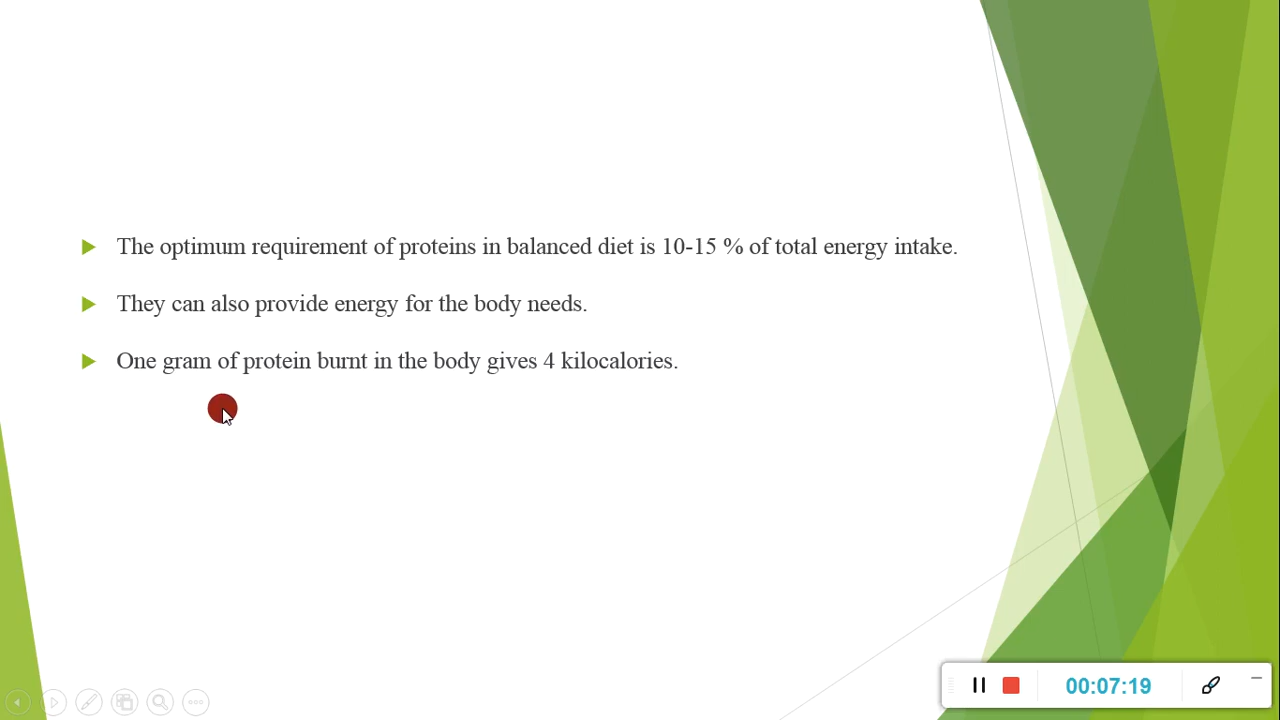 The optimum requirement of proteins in balanced diet is 10-15 % of total energy intake.
They can also provide energy for the body needs.
One gram of protein burnt in the body gives 4 kilocalories.
00:07:19